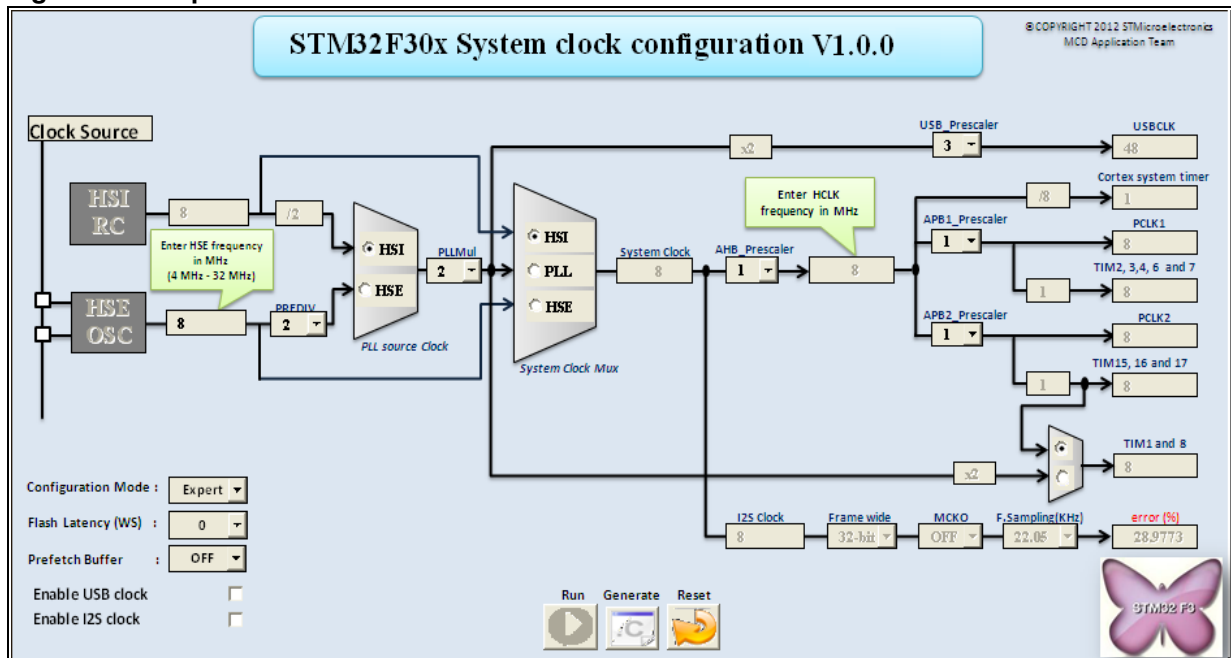 STM32F30x System clock configuration V1.0.0
©COPYRIGHT 2012 STMicroelectronics
MCD Application Team
Clock Source
USB_Prescaler
USBCLK
x2
3
48
Cortex system timer
HSI
RC
8
/2
Enter HCLK
frequency in MHz
/8
1
APB1_Prescaler
PCLK1
Enter HSE frequency
in MHz
(4 MHz - 32 MHz)
HSI
PLLMul
HSI
1
8
System Clock
AHB_Prescaler
2
PLL
8
1
8
TIM2, 3,4, 6 and 7
HSE
HSE
1
8
HSE
OSC
8
PREDIV
2
APB2_Prescaler
PCLK2
1
8
PLL source Clock
System Clock Mux
TIM15, 16 and 17
1
8
TIM1 and 8
8
x2
Configuration Mode :
Expert
Flash Latency (WS) :
0
I2S Clock
Frame wide
MCKO
F.Sampling(KHz)
error (%)
8
32-bit
OFF
22.05
28.9773
Prefetch Buffer :
OFF
Enable USB clock
Enable I2S clock
Run
Generate
Reset
.C
STM32 F3